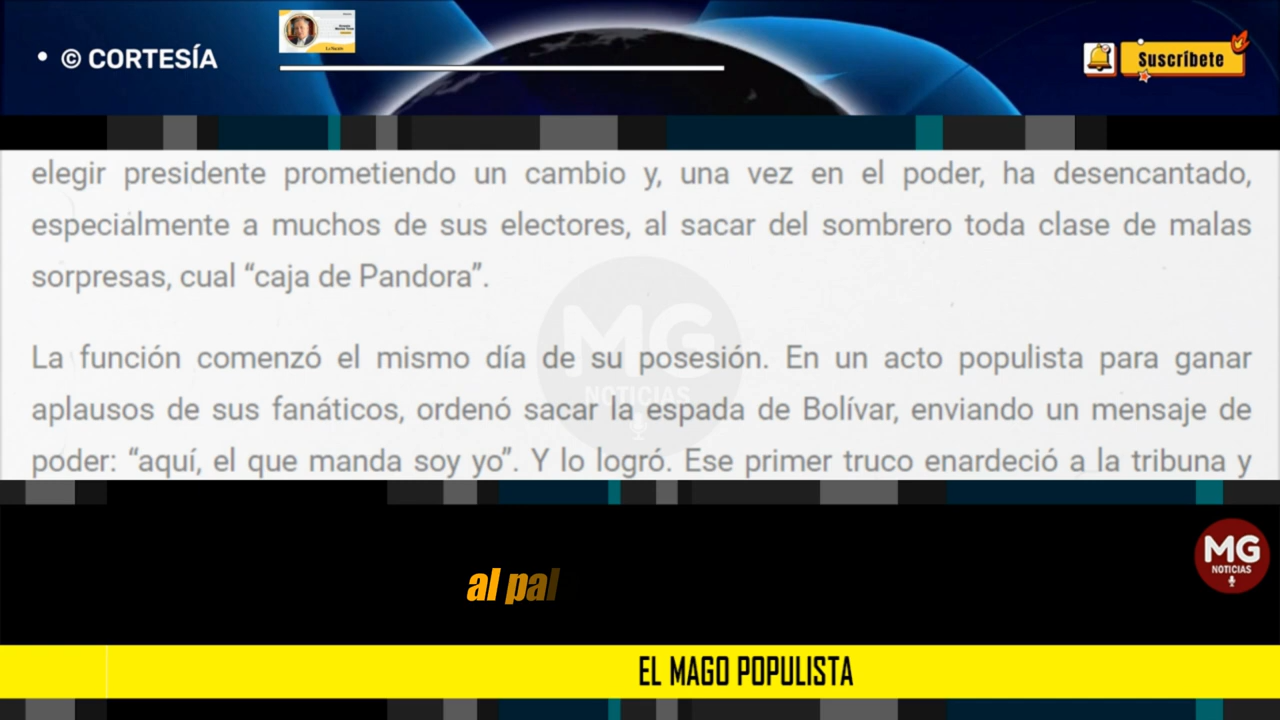 • © CORTESÍA
Suscríbete
elegir presidente prometiendo un cambio y, una vez en el poder, ha desencantado,
especialmente a muchos de sus electores, al sacar del sombrero toda clase de malas
sorpresas, cual “caja de Pandora”.
La función comenzó el mismo día de su posesión. En un acto populista para ganar
aplausos de sus fanáticos, ordenó sacar la espada de Bolívar, enviando un mensaje de
poder: “aquí, el que manda soy yo”. Y lo logró. Ese primer truco enardeció a la tribuna y
MG
NOTICIAS
al pal
MG
NOTICIAS
EL MAGO POPULISTA